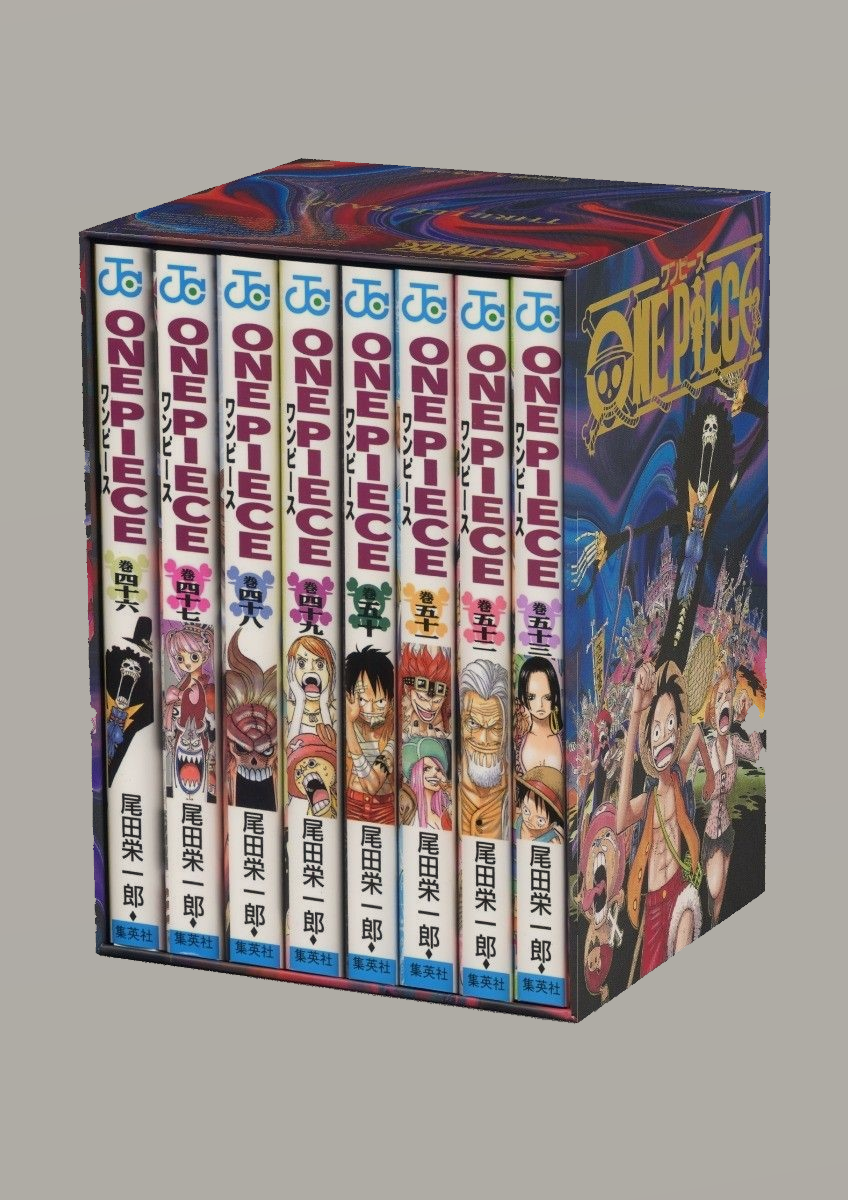 JC
ONE PIECE
ワンピース
巻四十六
尾田栄一郎
集英社
JC
ONE PIECE
ワンピース
巻四十七
尾田栄一郎
集英社
JC
ONE PIECE
ワンピース
巻四十八
尾田栄一郎
集英社
JC
ONE PIECE
ワンピース
巻四十九
尾田栄一郎
集英社
JC
ONE PIECE
ワンピース
巻五十
尾田栄一郎
集英社
JC
ONE PIECE
ワンピース
巻五十一
尾田栄一郎
集英社
JC
ONE PIECE
ワンピース
巻五十二
尾田栄一郎
集英社
JC
ONE PIECE
ワンピース
巻五十三
尾田栄一郎
集英社
ワンピース
ONE PIECE